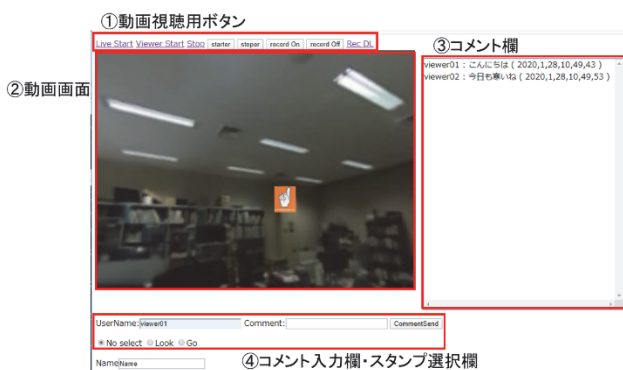 ①動画視聴用ボタン
Live Start Viewer Start Stop starter stoper record On record Off Rec DL
③コメント欄
viewer01 : こんにちは ( 2020,1,28,10,49,43 )
viewer02 : 今日も寒いね ( 2020,1,28,10,49,53 )
②動画画面
UserName: viewer01 Comment: CommentSend
No select Look Go
④コメント入力欄・スタンプ選択欄
Name Name